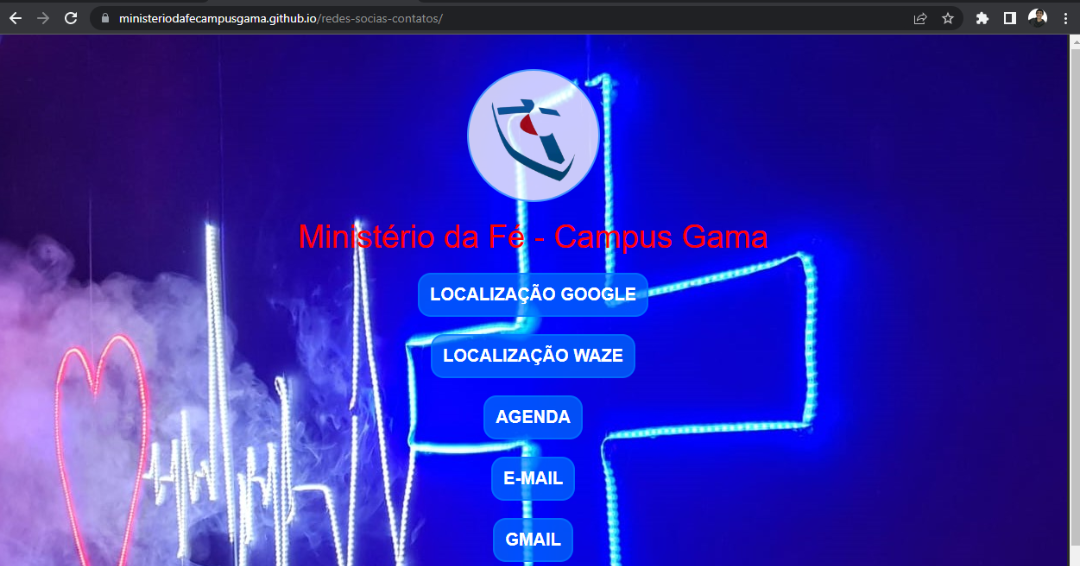 ministeriodafecampusgama.github.io/redes-socias-contatos/
Ministério da Fé - Campus Gama
LOCALIZAÇÃO GOOGLE
LOCALIZAÇÃO WAZE
AGENDA
E-MAIL
GMAIL